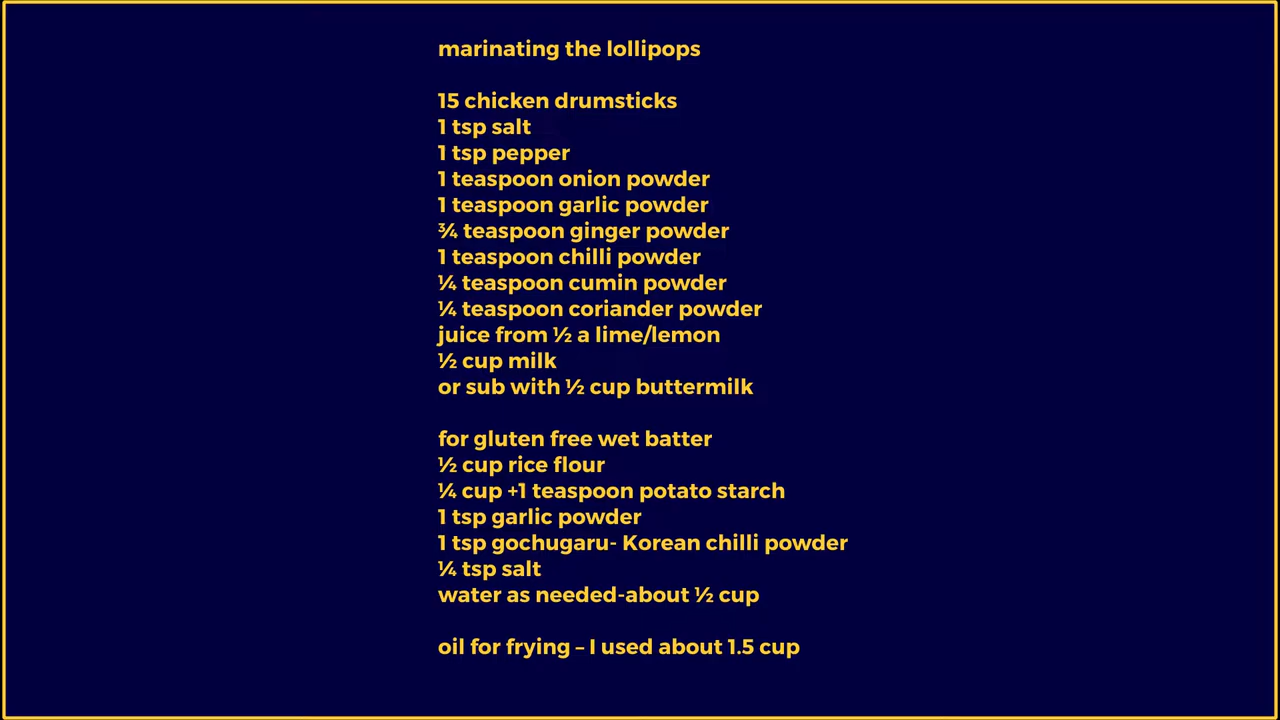 marinating the lollipops
15 chicken drumsticks
1 tsp salt
1 tsp pepper
1 teaspoon onion powder
1 teaspoon garlic powder
¾ teaspoon ginger powder
1 teaspoon chilli powder
¼ teaspoon cumin powder
¼ teaspoon coriander powder
juice from ½ a lime/lemon
½ cup milk
or sub with ½ cup buttermilk
for gluten free wet batter
½ cup rice flour
¼ cup +1 teaspoon potato starch
1 tsp garlic powder
1 tsp gochugaru- Korean chilli powder
¼ tsp salt
water as needed-about ½ cup
oil for frying – I used about 1.5 cup